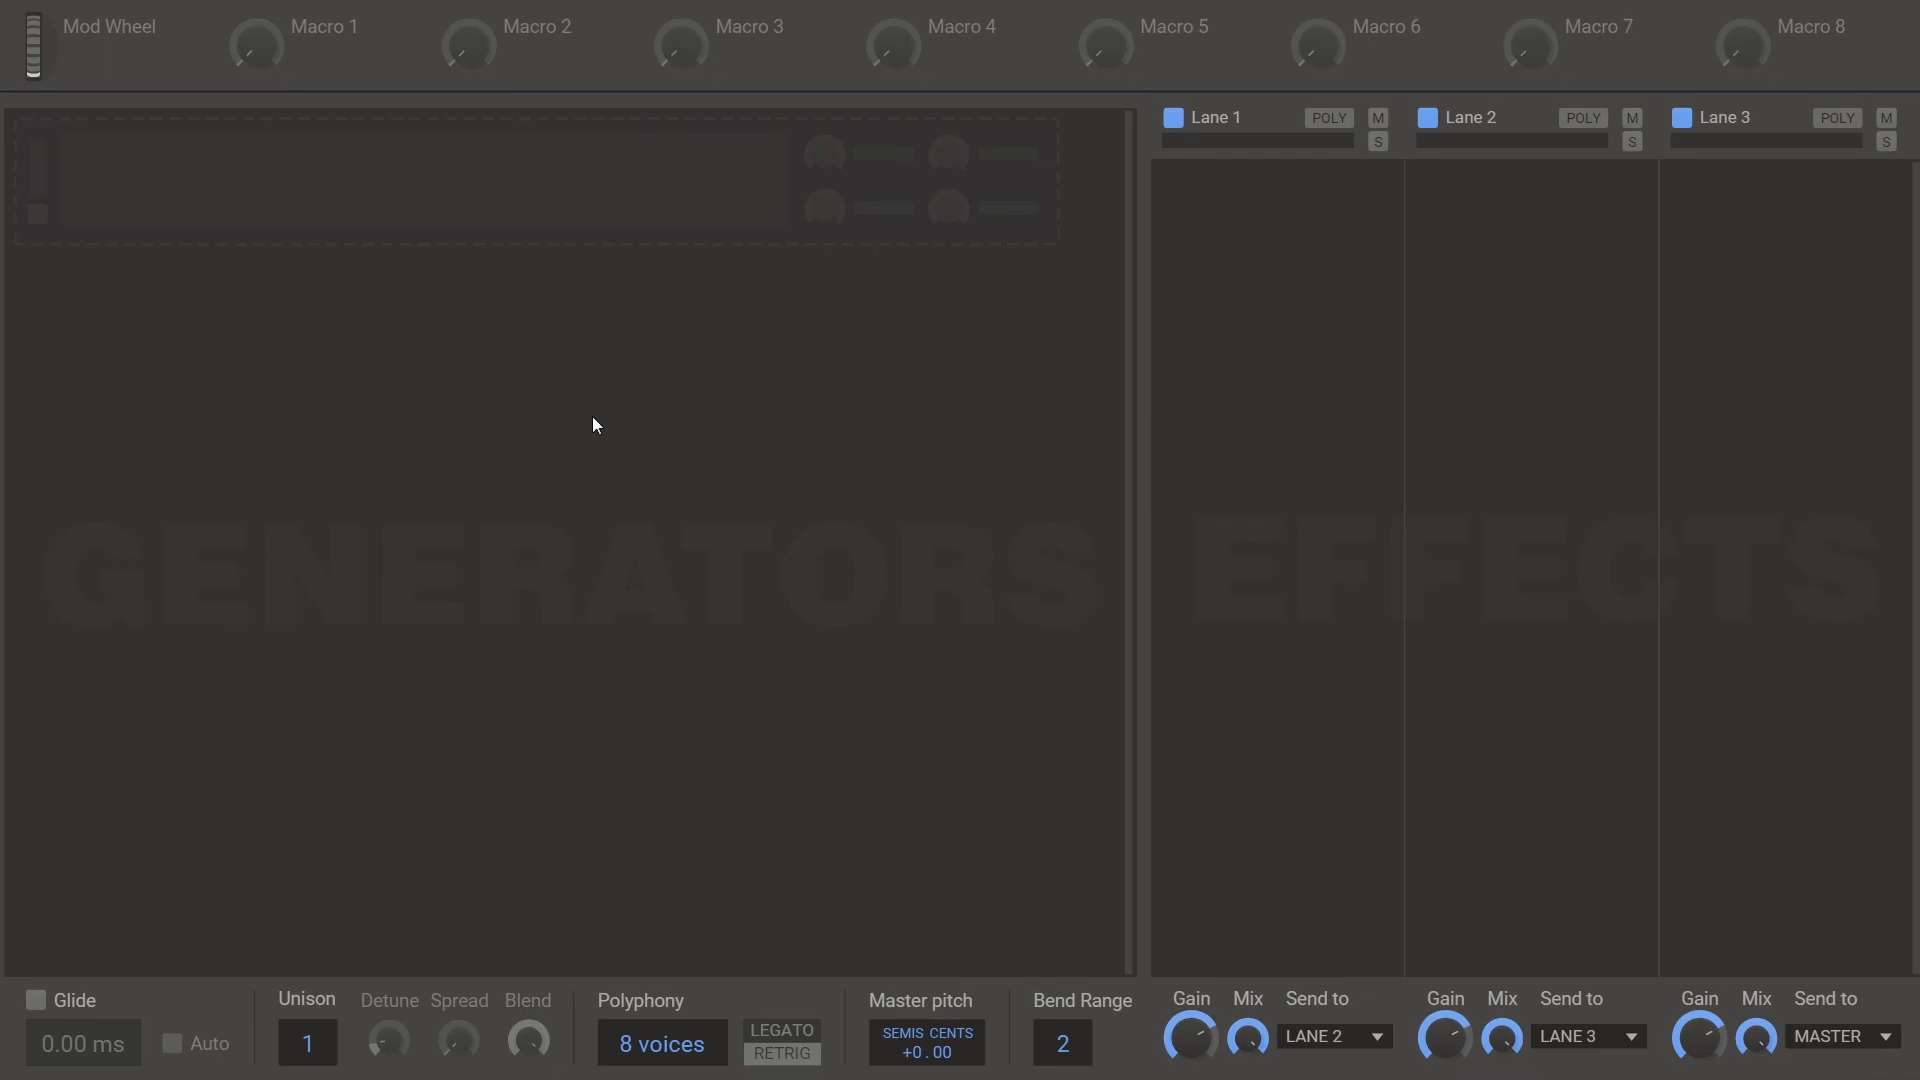 Mod Wheel
Macro 1
Macro 2
Macro 3
Macro 4
Macro 5
Macro 6
Macro 7
Macro 8
Lane 1
POLY
M
S
Lane 2
POLY
M
S
Lane 3
POLY
M
S
GENERATORS
EFFECTS
Glide
0.00 ms
Auto
Unison
1
Detune
Spread
Blend
Polyphony
8 voices
LEGATO
RETRIG
Master pitch
SEMIS CENTS
+0.00
Bend Range
2
Gain
Mix
Send to
LANE 2
Gain
Mix
Send to
LANE 3
Gain
Mix
Send to
MASTER